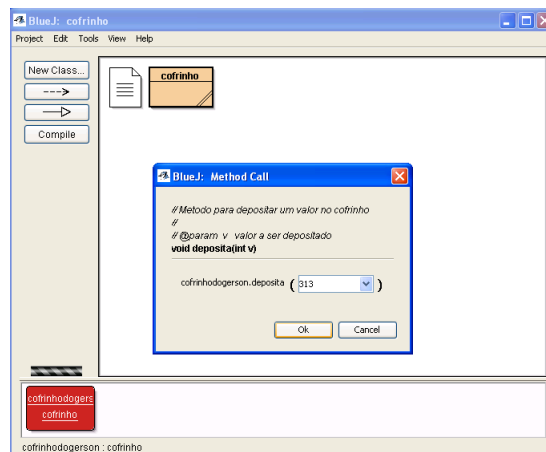 BlueJ: cofrinho
Project Edit Tools View Help
New Class...
cofrinho
--->
Compile
BlueJ: Method Call
// Metodo para depositar um valor no cofrinho
//
// @param v valor a ser depositado
void deposita(int v)
cofrinhodogerson.deposita ( 313 )
Ok Cancel
cofrinhodogers
cofrinho
cofrinhodogerson : cofrinho